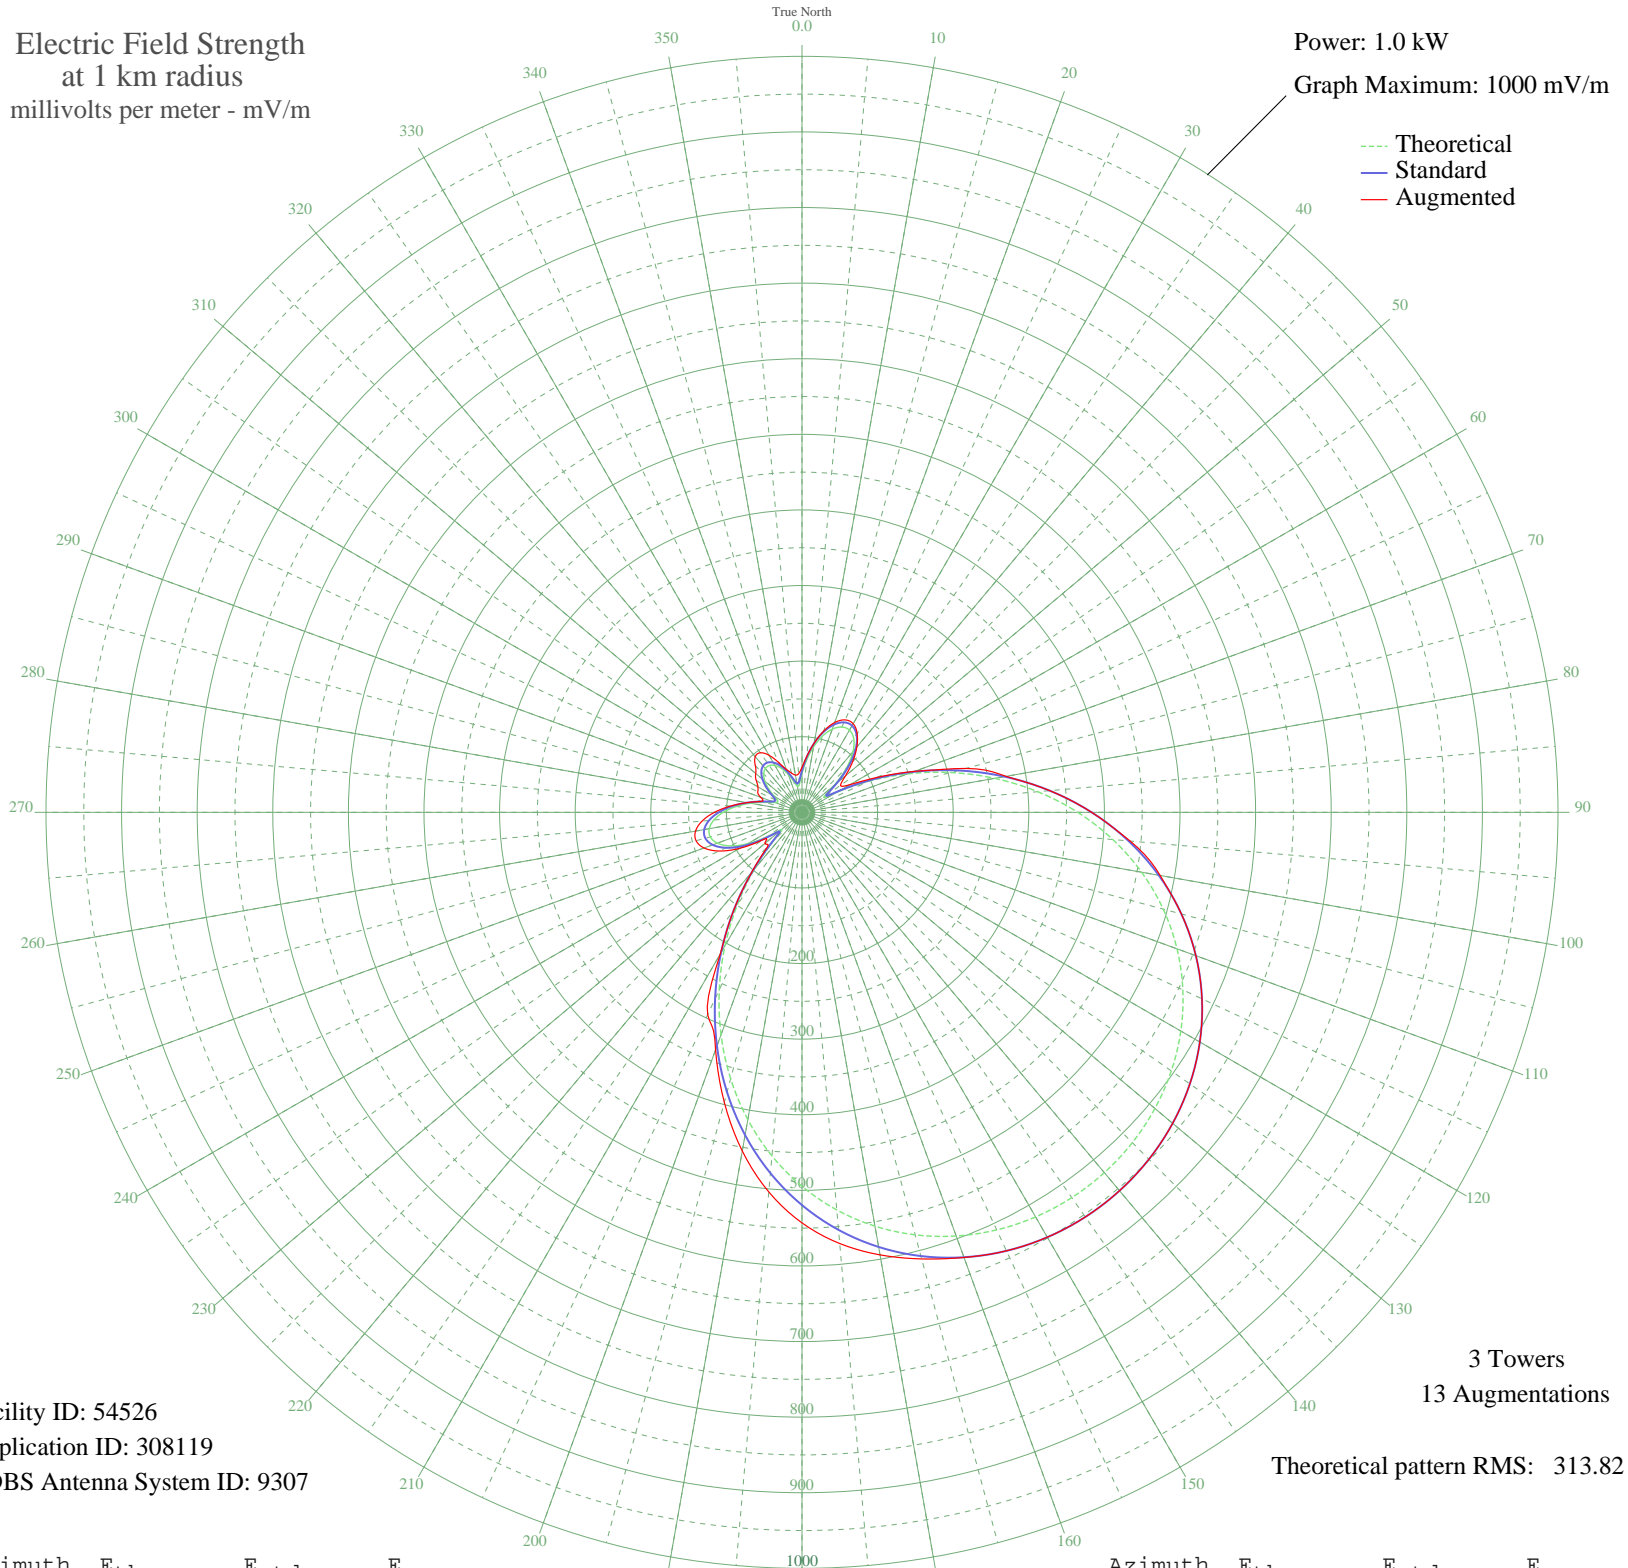 True North
0.0
Electric Field Strength
at 1 km radius
millivolts per meter - mV/m
Power: 1.0 kW
Graph Maximum: 1000 mV/m
Theoretical
Standard
Augmented
10
20
30
40
50
60
70
80
90
100
110
120
130
140
150
160
200
210
220
230
240
250
260
270
280
290
300
310
320
330
340
350
200
300
400
500
600
700
800
900
1000
3 Towers
13 Augmentations
Theoretical pattern RMS: 313.82
cility ID: 54526
plication ID: 308119
DBS Antenna System ID: 9307